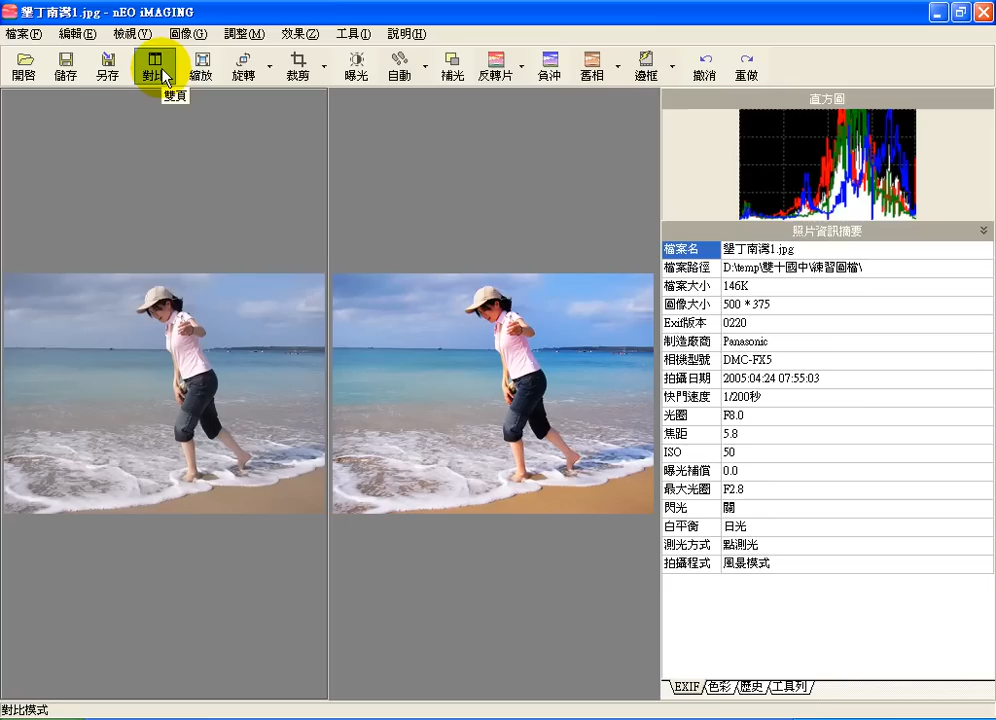 墾丁南灣1.jpg - nEO iMAGING
檔案(F) 編輯(E) 檢視(V) 圖像(G) 調整(M) 效果(Z) 工具(I) 說明(H)
開啓 儲存 另存 對比 縮放 旋轉 裁剪 曝光 自動 補光 反轉片 負沖 舊相 邊框 撤消 重做
雙頁
直方圖
照片資訊摘要
檔案名 墾丁南灣1.jpg
檔案路徑 D:\temp\雙十國中\練習圖檔\
檔案大小 146K
圖像大小 500 * 375
Exif版本 0220
制造廠商 Panasonic
相機型號 DMC-FX5
拍攝日期 2005:04:24 07:55:03
快門速度 1/200秒
光圈 F8.0
焦距 5.8
ISO 50
曝光補償 0.0
最大光圈 F2.8
閃光 關
白平衡 日光
測光方式 點測光
拍攝程式 風景模式
EXIF 色彩 歷史 工具列
對比模式